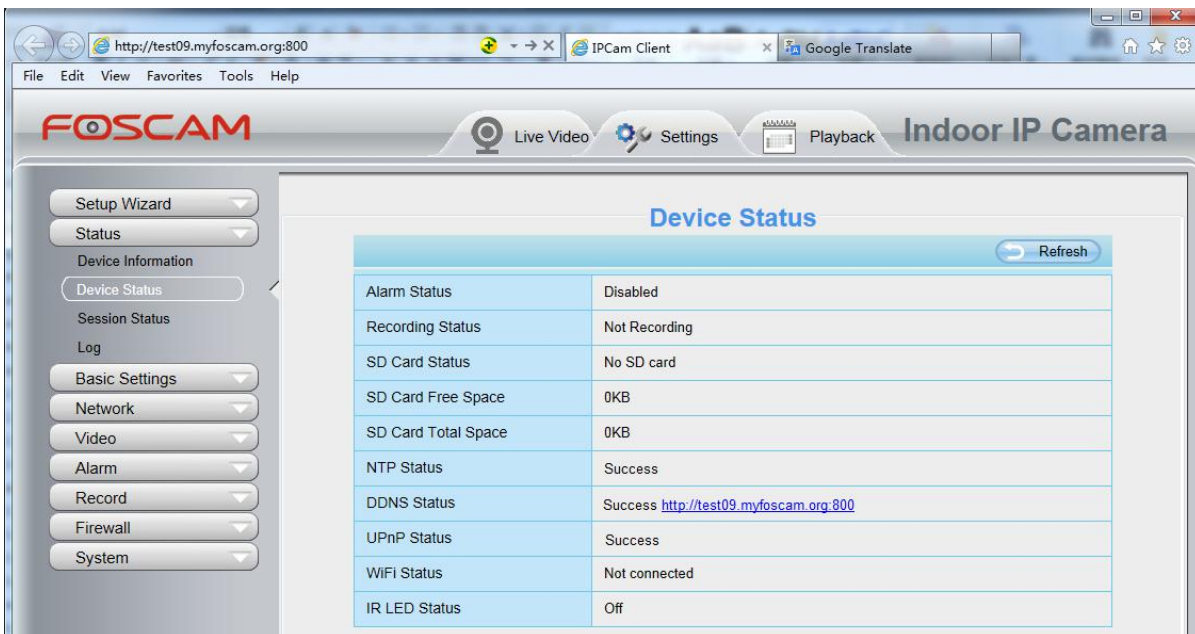 http://test09.myfoscam.org:800
IPCam Client
Google Translate
File Edit View Favorites Tools Help
FOSCAM
Live Video
Settings
Playback
Indoor IP Camera
Setup Wizard
Status
Device Information
Device Status
Session Status
Log
Basic Settings
Network
Video
Alarm
Record
Firewall
System
Device Status
Refresh
Alarm Status Disabled
Recording Status Not Recording
SD Card Status No SD card
SD Card Free Space 0KB
SD Card Total Space 0KB
NTP Status Success
DDNS Status Success http://test09.myfoscam.org:800
UPnP Status Success
WiFi Status Not connected
IR LED Status Off